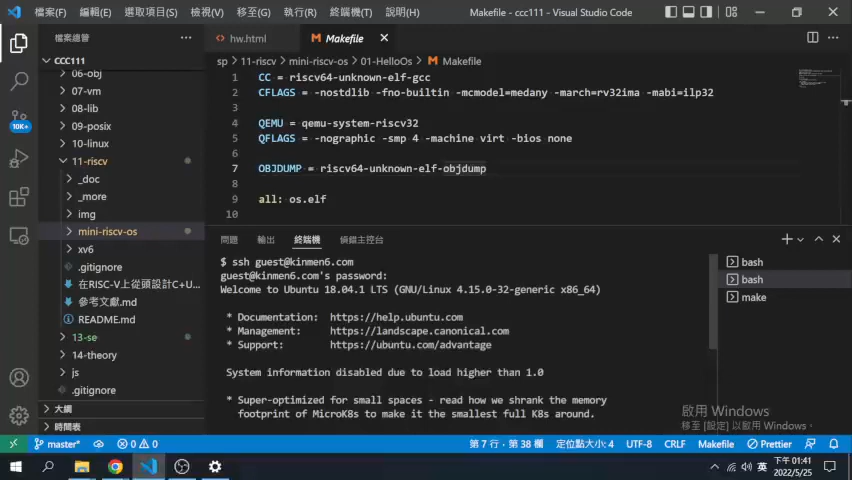 檔案(F) 編輯(E) 選取項目(S) 檢視(V) 移至(G) 執行(R) 終端機(T) 說明(H) Makefile - ccc111 - Visual Studio Code
檔案總管
CCC111
06-obj
07-vm
08-lib
09-posix
10-linux
11-riscv
_doc
_more
img
mini-riscv-os
xv6
.gitignore
在RISC-V上從頭設計C+U...
參考文獻.md
README.md
13-se
14-theory
js
.gitignore
大綱
時間表
10K+
hw.html Makefile
sp 11-riscv mini-riscv-os 01-HelloOs Makefile
1 CC = riscv64-unknown-elf-gcc
2 CFLAGS = -nostdlib -fno-builtin -mcmodel=medany -march=rv32ima -mabi=ilp32
3
4 QEMU = qemu-system-riscv32
5 QFLAGS = -nographic -smp 4 -machine virt -bios none
6
7 OBJDUMP = riscv64-unknown-elf-objdump
8
9 all: os.elf
10
問題 輸出 終端機 偵錯主控台
$ ssh guest@kinmen6.com
guest@kinmen6.com's password:
Welcome to Ubuntu 18.04.1 LTS (GNU/Linux 4.15.0-32-generic x86_64)
* Documentation: https://help.ubuntu.com
* Management: https://landscape.canonical.com
* Support: https://ubuntu.com/advantage
System information disabled due to load higher than 1.0
* Super-optimized for small spaces - read how we shrank the memory
footprint of MicroK8s to make it the smallest full K8s around.
bash
bash
make
啟用 Windows
移至 [設定] 以啟用 Windows。
master* 0 0 第 7 行，第 38 欄 定位點大小: 4 UTF-8 CRLF Makefile Prettier
英 下午 01:41
2022/5/25